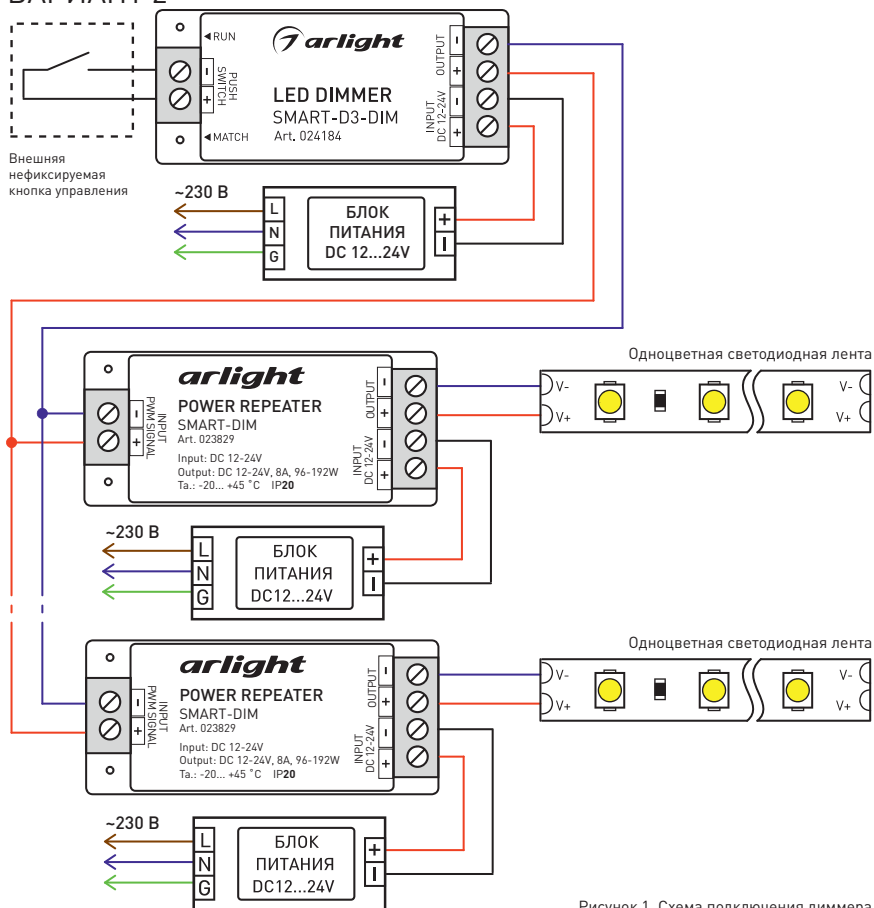 ВАРИАНТ 2
RUN
arlight
PUSH
SWITCH
-
+
LED DIMMER
SMART-D3-DIM
Art. 024184
MATCH
OUTPUT
-
+
INPUT
DC 12-24V
-
+
Внешняя
нефиксируемая
кнопка управления
~230 В
L
N
G
БЛОК
ПИТАНИЯ
DC 12...24V
+
-
Одноцветная светодиодная лента
arlight
POWER REPEATER
SMART-DIM
Art. 023829
Input: DC 12-24V
Output: DC 12-24V, 8A, 96-192W
Ta.: -20... +45 ˚C IP20
INPUT
PWM SIGNAL
-
+
OUTPUT
-
+
INPUT
DC 12-24V
-
+
V-
V+
V-
V+
~230 В
L
N
G
БЛОК
ПИТАНИЯ
DC12...24V
+
-
Одноцветная светодиодная лента
arlight
POWER REPEATER
SMART-DIM
Art. 023829
Input: DC 12-24V
Output: DC 12-24V, 8A, 96-192W
Ta.: -20... +45 ˚C IP20
INPUT
PWM SIGNAL
-
+
OUTPUT
-
+
INPUT
DC 12-24V
-
+
V-
V+
V-
V+
~230 В
L
N
G
БЛОК
ПИТАНИЯ
DC12...24V
+
-
Рисунок 1. Схема подключения диммера